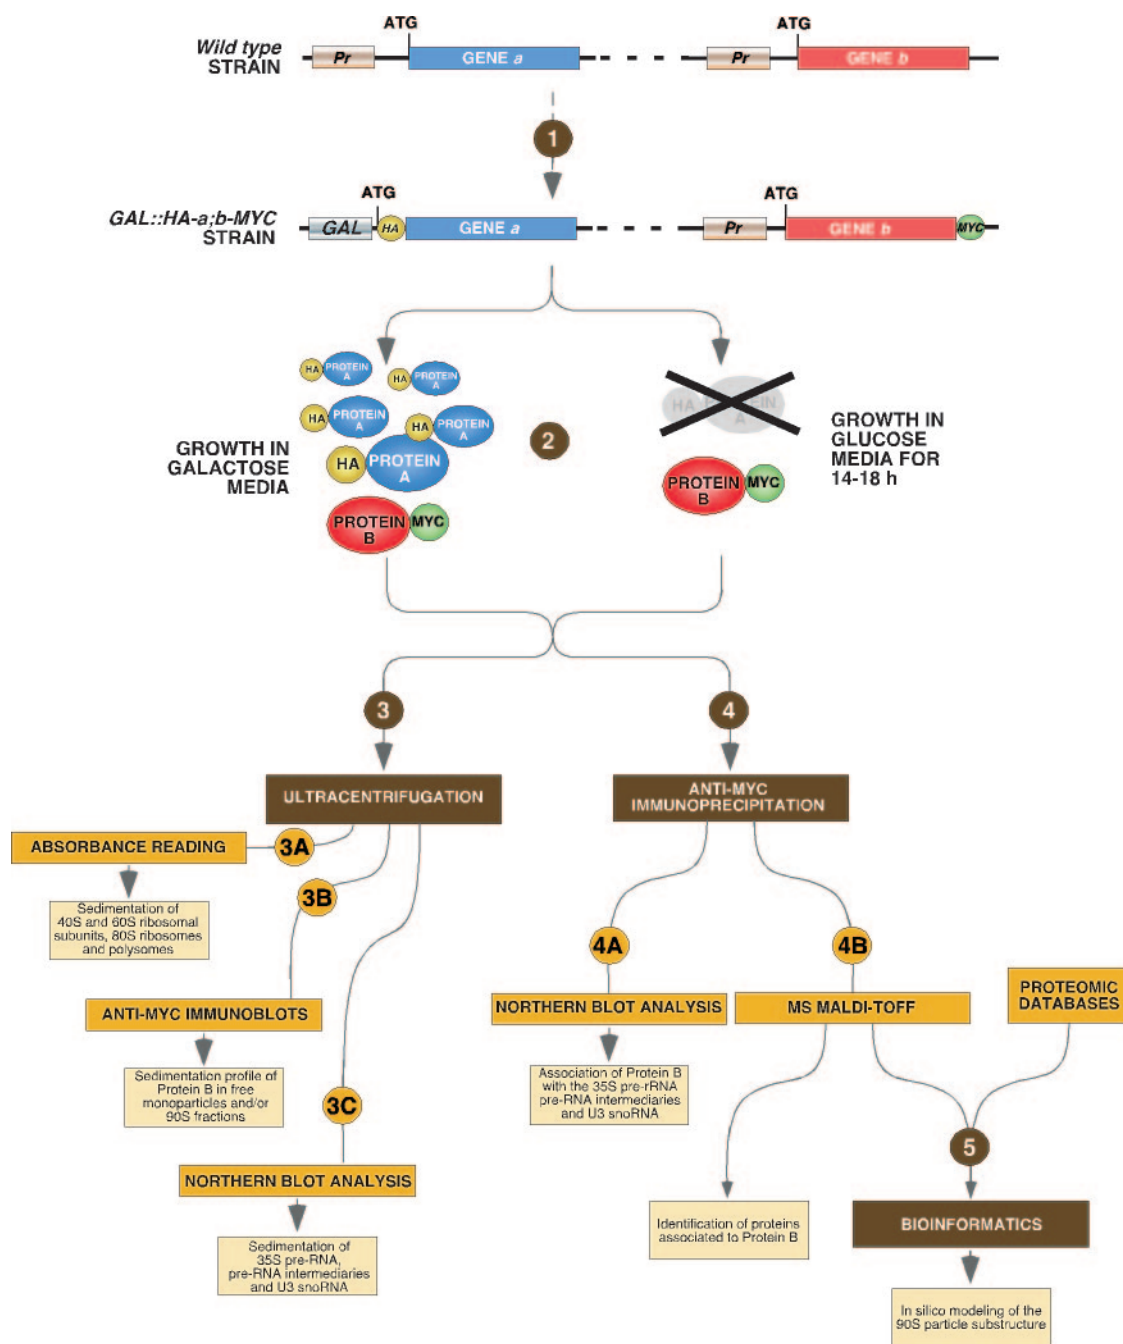 ATG
ATG
Wild type
STRAIN
Pr
GENE a
Pr
GENE b
1
ATG
ATG
GAL::HA-a;b-MYC
STRAIN
GAL
HA
GENE a
Pr
GENE b
MYC
HA
PROTEIN
A
HA
PROTEIN
A
HA
PROTEIN
A
HA
PROTEIN
A
HA
PROTEIN
A
GROWTH IN
GALACTOSE
MEDIA
PROTEIN
B
MYC
2
HA
PROTEIN
A
PROTEIN
B
MYC
GROWTH IN
GLUCOSE
MEDIA FOR
14-18 h
3
4
ULTRACENTRIFUGATION
ANTI-MYC
IMMUNOPRECIPITATION
ABSORBANCE READING
3A
Sedimentation of
40S and 60S ribosomal
subunits, 80S ribosomes
and polysomes
3B
ANTI-MYC IMMUNOBLOTS
Sedimentation profile of
Protein B in free
monoparticles and/or
90S fractions
3C
NORTHERN BLOT ANALYSIS
Sedimentation of
35S pre-RNA,
pre-RNA intermediaries
and U3 snoRNA
4A
4B
NORTHERN BLOT ANALYSIS
MS MALDI-TOFF
PROTEOMIC
DATABASES
Association of Protein B
with the 35S pre-rRNA
pre-RNA intermediaries
and U3 snoRNA
5
Identification of proteins
associated to Protein B
BIOINFORMATICS
In silico modeling of the
90S particle substructure